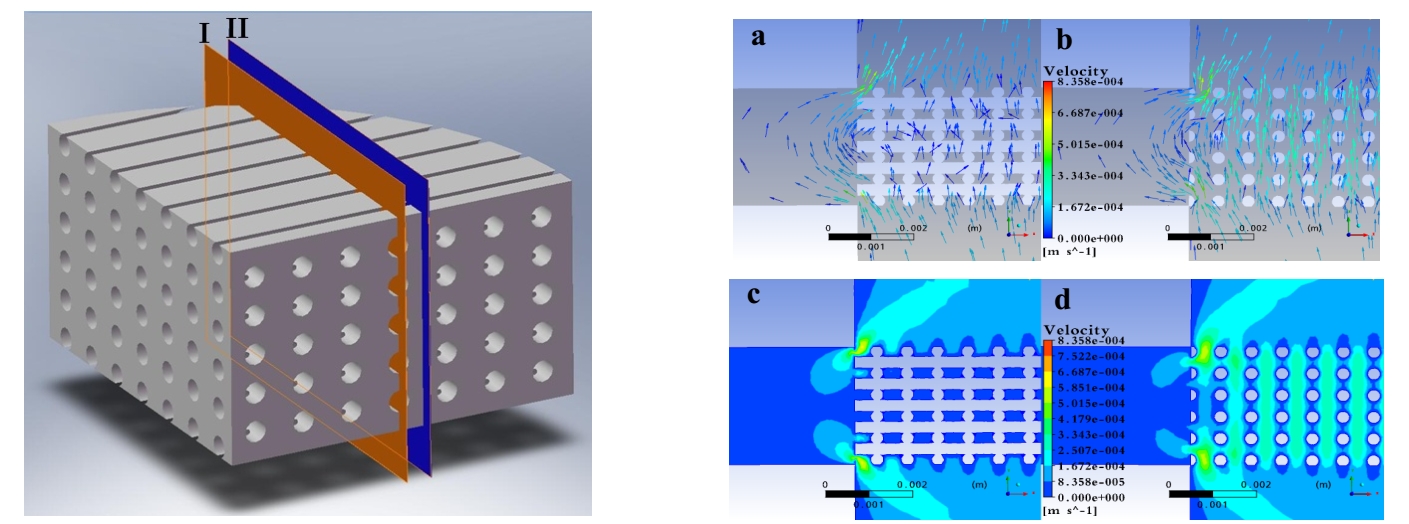 I II
a
b
Velocity
8.358e-004
6.687e-004
5.015e-004
3.343e-004
1.672e-004
0.000e+000
[m s^-1]
0 0.002 (m)
0.001
0 0.002 (m)
0.001
c
d
Velocity
8.358e-004
7.522e-004
6.687e-004
5.851e-004
5.015e-004
4.179e-004
3.343e-004
2.507e-004
1.672e-004
8.358e-005
0.000e+000
[m s^-1]
0 0.002 (m)
0.001
0 0.002 (m)
0.001